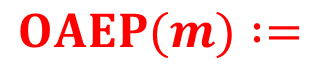 OAEP(m) :=